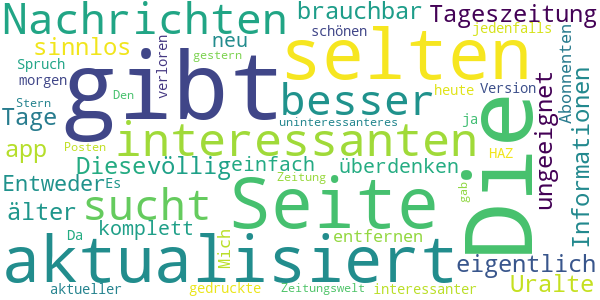 Nachrichten
brauchbar
Tageszeitung
sinnlos
neu
schönen
jedenfalls
selten
Spruch
verloren
gestern
gibt
morgen
besser
heute
Version
Abonnenten
Stern
Den
uninteressanteres
ja
Tage
interessanten
Die
ungeeignet
Informationen
app
Posten
HAZ
Diesevöllig
einfach
überdenken
Entweder
Es
Zeitung
gab
älter
sucht
Seite
Da
komplett
Mich
entfernen
aktualisiert
eigentlich
Uralte
aktueller
gedruckte
Zeitungswelt
interessanter